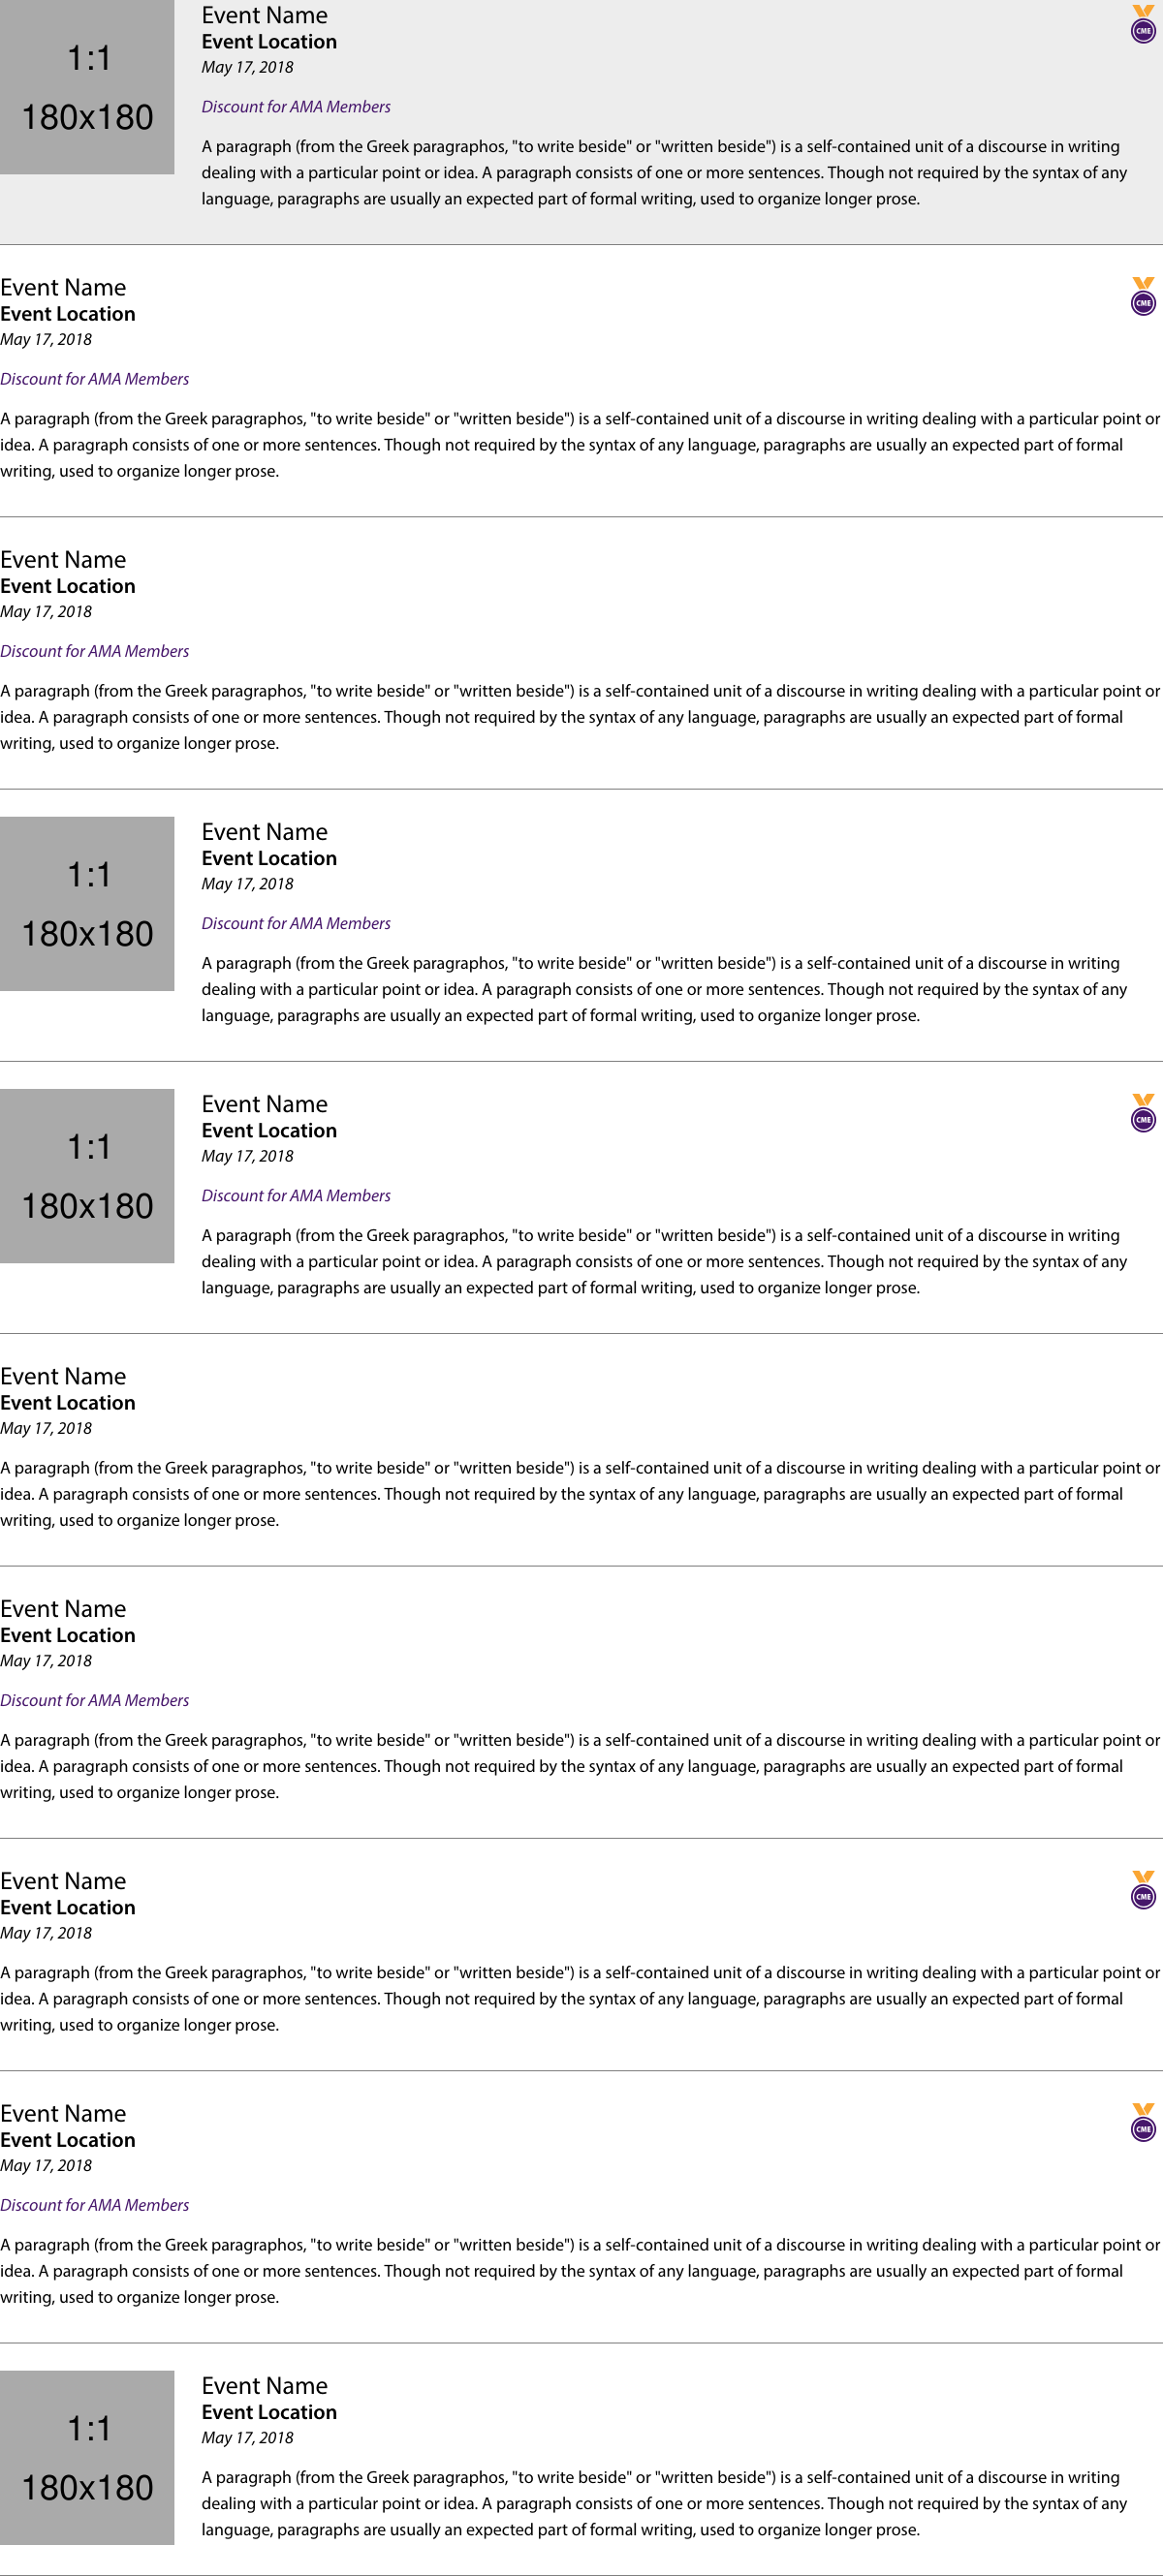 1:1
180x180
Event Name
CME
Event Location
May 17, 2018
Discount for AMA Members
A paragraph (from the Greek paragraphos, "to write beside" or "written beside") is a self-contained unit of a discourse in writing
dealing with a particular point or idea. A paragraph consists of one or more sentences. Though not required by the syntax of any
language, paragraphs are usually an expected part of formal writing, used to organize longer prose.
Event Name
CME
Event Location
May 17, 2018
Discount for AMA Members
A paragraph (from the Greek paragraphos, "to write beside" or "written beside") is a self-contained unit of a discourse in writing dealing with a particular point or
idea. A paragraph consists of one or more sentences. Though not required by the syntax of any language, paragraphs are usually an expected part of formal
writing, used to organize longer prose.
Event Name
Event Location
May 17, 2018
Discount for AMA Members
A paragraph (from the Greek paragraphos, "to write beside" or "written beside") is a self-contained unit of a discourse in writing dealing with a particular point or
idea. A paragraph consists of one or more sentences. Though not required by the syntax of any language, paragraphs are usually an expected part of formal
writing, used to organize longer prose.
1:1
180x180
Event Name
Event Location
May 17, 2018
Discount for AMA Members
A paragraph (from the Greek paragraphos, "to write beside" or "written beside") is a self-contained unit of a discourse in writing
dealing with a particular point or idea. A paragraph consists of one or more sentences. Though not required by the syntax of any
language, paragraphs are usually an expected part of formal writing, used to organize longer prose.
1:1
180x180
Event Name
CME
Event Location
May 17, 2018
Discount for AMA Members
A paragraph (from the Greek paragraphos, "to write beside" or "written beside") is a self-contained unit of a discourse in writing
dealing with a particular point or idea. A paragraph consists of one or more sentences. Though not required by the syntax of any
language, paragraphs are usually an expected part of formal writing, used to organize longer prose.
Event Name
Event Location
May 17, 2018
A paragraph (from the Greek paragraphos, "to write beside" or "written beside") is a self-contained unit of a discourse in writing dealing with a particular point or
idea. A paragraph consists of one or more sentences. Though not required by the syntax of any language, paragraphs are usually an expected part of formal
writing, used to organize longer prose.
Event Name
Event Location
May 17, 2018
Discount for AMA Members
A paragraph (from the Greek paragraphos, "to write beside" or "written beside") is a self-contained unit of a discourse in writing dealing with a particular point or
idea. A paragraph consists of one or more sentences. Though not required by the syntax of any language, paragraphs are usually an expected part of formal
writing, used to organize longer prose.
Event Name
CME
Event Location
May 17, 2018
A paragraph (from the Greek paragraphos, "to write beside" or "written beside") is a self-contained unit of a discourse in writing dealing with a particular point or
idea. A paragraph consists of one or more sentences. Though not required by the syntax of any language, paragraphs are usually an expected part of formal
writing, used to organize longer prose.
Event Name
CME
Event Location
May 17, 2018
Discount for AMA Members
A paragraph (from the Greek paragraphos, "to write beside" or "written beside") is a self-contained unit of a discourse in writing dealing with a particular point or
idea. A paragraph consists of one or more sentences. Though not required by the syntax of any language, paragraphs are usually an expected part of formal
writing, used to organize longer prose.
1:1
180x180
Event Name
Event Location
May 17, 2018
A paragraph (from the Greek paragraphos, "to write beside" or "written beside") is a self-contained unit of a discourse in writing
dealing with a particular point or idea. A paragraph consists of one or more sentences. Though not required by the syntax of any
language, paragraphs are usually an expected part of formal writing, used to organize longer prose.